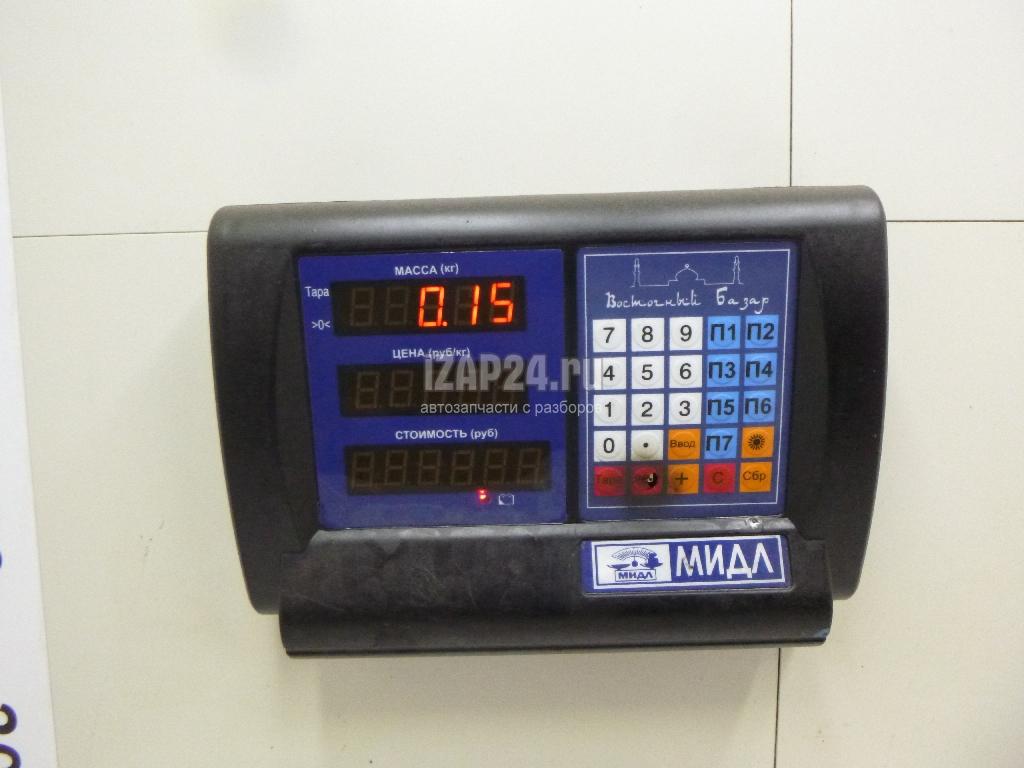 МАССА (кг)
Тара
0.15
>0<
ЦЕНА (руб/кг)
IZAP24.ru
автозапчасти с разборов
СТОИМОСТЬ (руб)
Восточный Базар
7 8 9 П1 П2
4 5 6 П3 П4
1 2 3 П5 П6
0 . Ввод П7
Тара + С Сбр
МИДЛ
МИДЛ